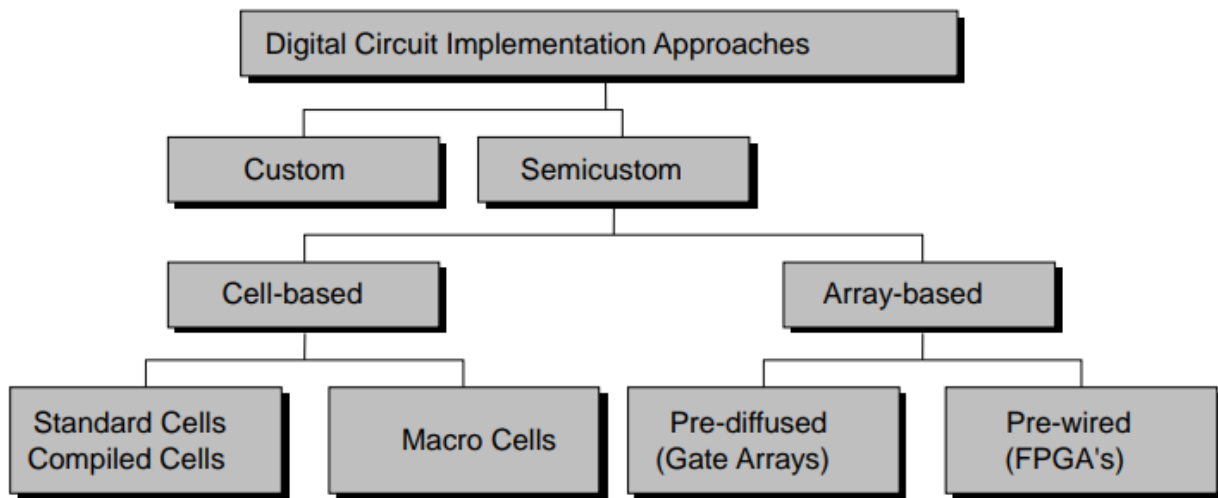 Digital Circuit Implementation Approaches
Custom
Semicustom
Cell-based
Array-based
Standard Cells
Compiled Cells
Macro Cells
Pre-diffused
(Gate Arrays)
Pre-wired
(FPGA's)